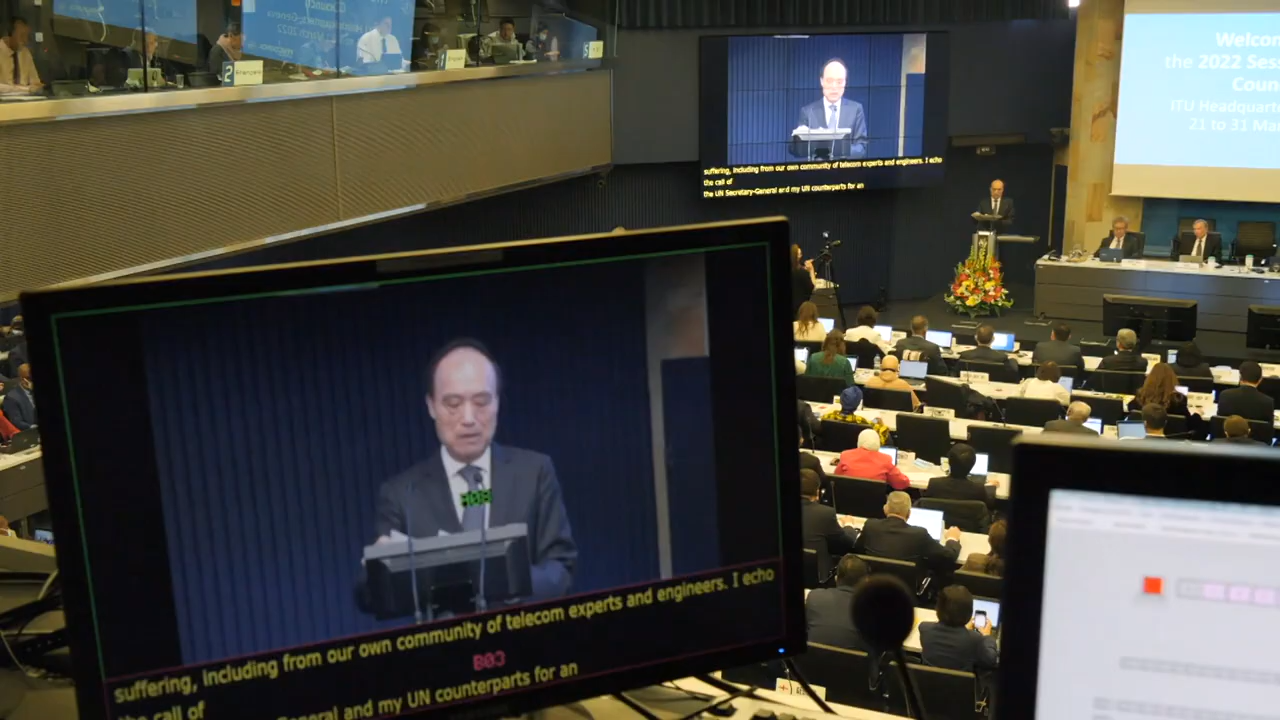 Welcom
the 2022 Sess
Coun
ITU Headquarte
21 to 31 Mar
suffering, including from our own community of telecom experts and engineers. I echo
the call of
the UN Secretary-General and my UN counterparts for an
2
suffering, including from our own community of telecom experts and engineers. I echo
B03
the call of
General and my UN counterparts for an